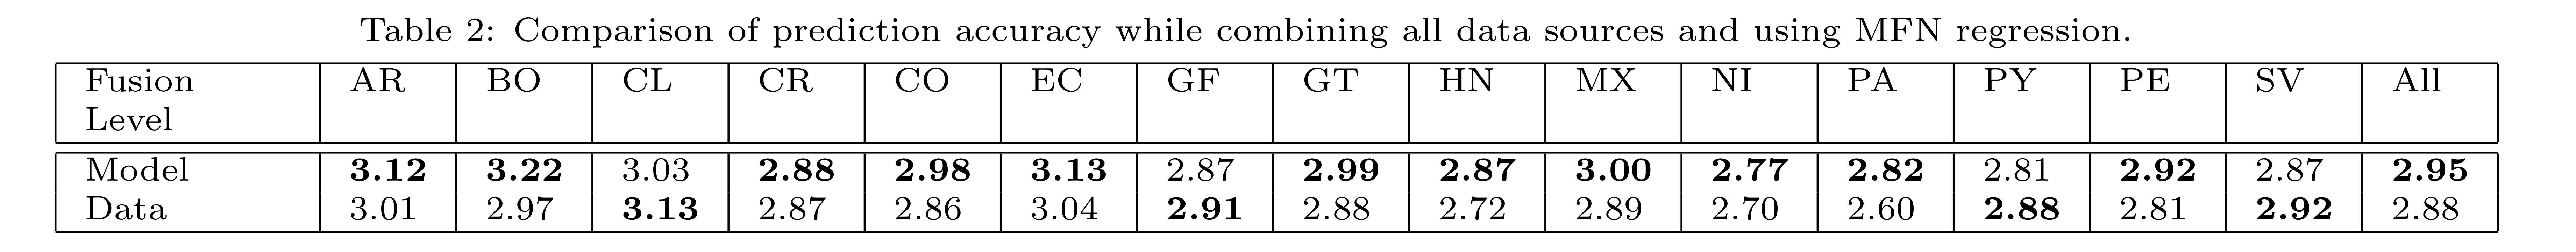 Table 2: Comparison of prediction accuracy while combining all data sources and using MFN regression.
Fusion Level AR BO CL CR CO EC GF GT HN MX NI PA PY PE SV All
Model 3.12 3.22 3.03 2.88 2.98 3.13 2.87 2.99 2.87 3.00 2.77 2.82 2.81 2.92 2.87 2.95
Data 3.01 2.97 3.13 2.87 2.86 3.04 2.91 2.88 2.72 2.89 2.70 2.60 2.88 2.81 2.92 2.88